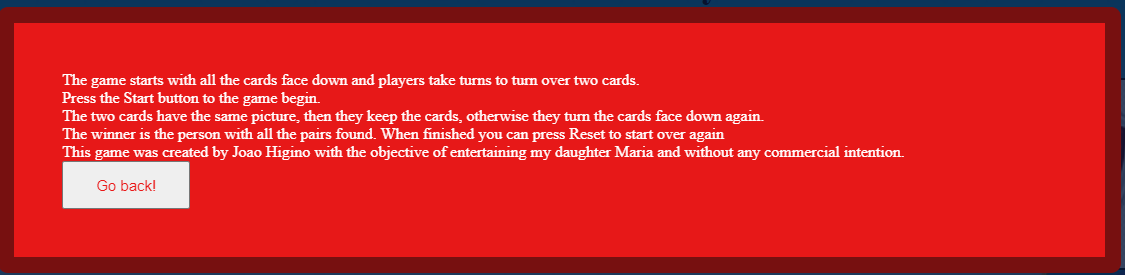 The game starts with all the cards face down and players take turns to turn over two cards.
Press the Start button to the game begin.
The two cards have the same picture, then they keep the cards, otherwise they turn the cards face down again.
The winner is the person with all the pairs found. When finished you can press Reset to start over again
This game was created by Joao Higino with the objective of entertaining my daughter Maria and without any commercial intention.
Go back!